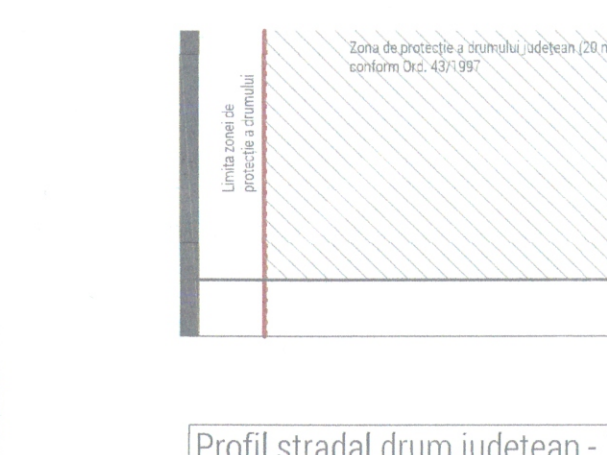 Zona de protecție a drumului județean (20 m
conform Ord. 43/1997
Limita zonei de
protecție a drumului
Profil stradal drum județean -